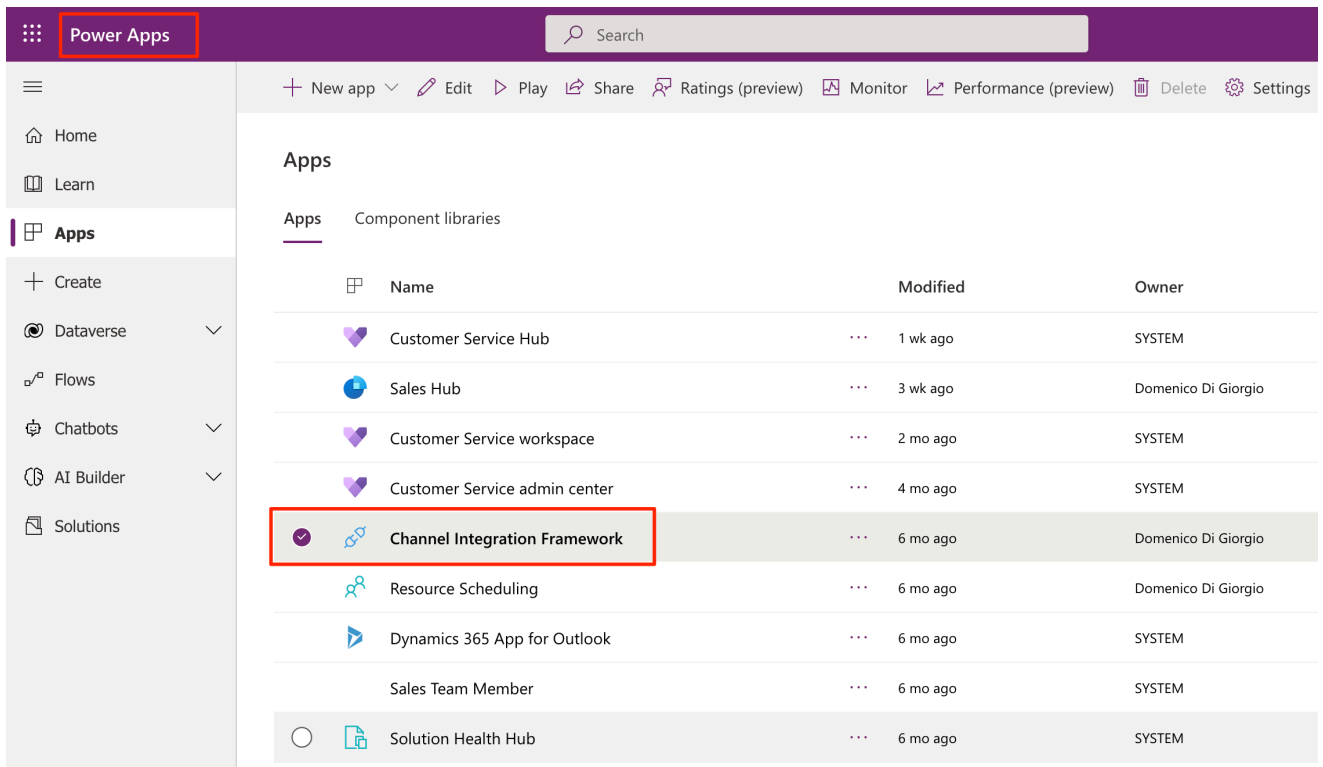 Power Apps
Search
New app
Edit
Play
Share
Ratings (preview)
Monitor
Performance (preview)
Delete
Settings
Home
Learn
Apps
Create
Dataverse
Flows
Chatbots
AI Builder
Solutions
Apps
Apps Component libraries
Name Modified Owner
Customer Service Hub ··· 1 wk ago SYSTEM
Sales Hub ··· 3 wk ago Domenico Di Giorgio
Customer Service workspace ··· 2 mo ago SYSTEM
Customer Service admin center ··· 4 mo ago SYSTEM
Channel Integration Framework ··· 6 mo ago Domenico Di Giorgio
Resource Scheduling ··· 6 mo ago Domenico Di Giorgio
Dynamics 365 App for Outlook ··· 6 mo ago SYSTEM
Sales Team Member ··· 6 mo ago SYSTEM
Solution Health Hub ··· 6 mo ago SYSTEM